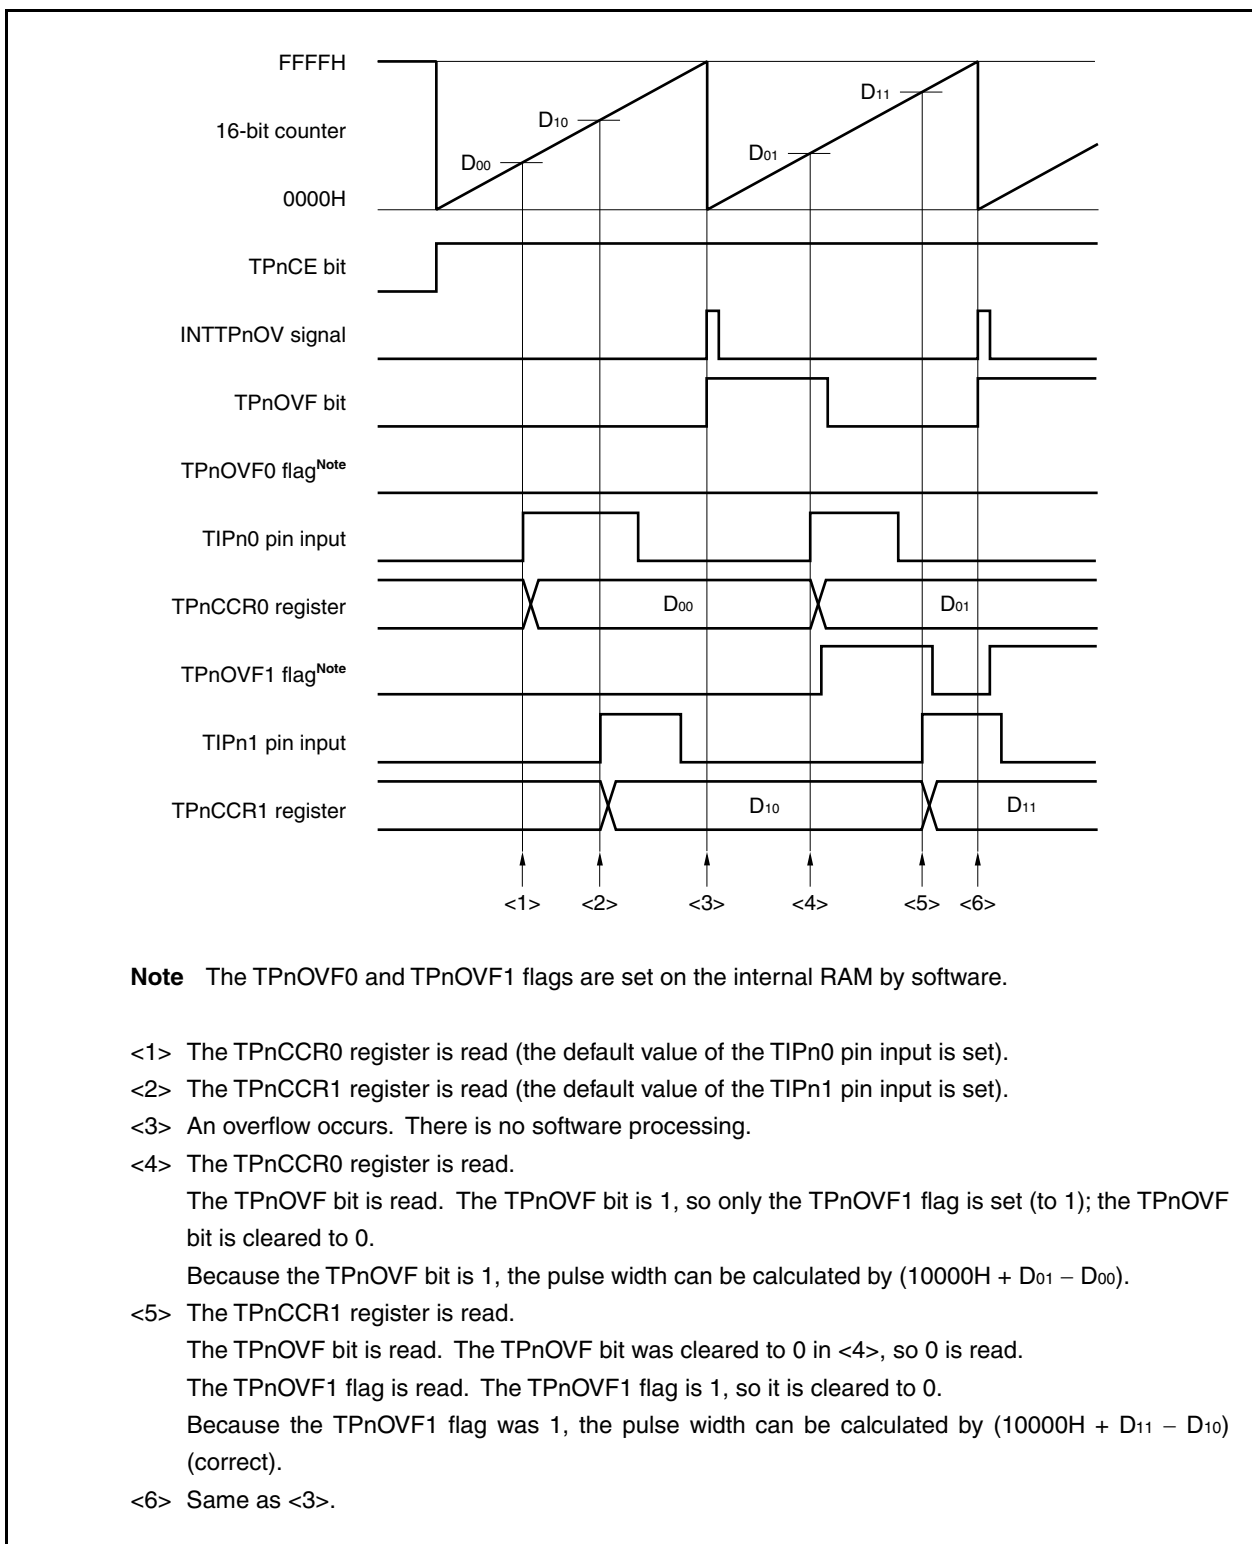 FFFFH
D11
D10
16-bit counter
D01
D00
0000H
TPnCE bit
INTTPnOV signal
TPnOVF bit
TPnOVF0 flagNote
TIPn0 pin input
TPnCCR0 register
D00
D01
TPnOVF1 flagNote
TIPn1 pin input
TPnCCR1 register
D10
D11
<1> <2> <3> <4> <5> <6>
Note The TPnOVF0 and TPnOVF1 flags are set on the internal RAM by software.
<1> The TPnCCR0 register is read (the default value of the TIPn0 pin input is set).
<2> The TPnCCR1 register is read (the default value of the TIPn1 pin input is set).
<3> An overflow occurs. There is no software processing.
<4> The TPnCCR0 register is read.
The TPnOVF bit is read. The TPnOVF bit is 1, so only the TPnOVF1 flag is set (to 1); the TPnOVF
bit is cleared to 0.
Because the TPnOVF bit is 1, the pulse width can be calculated by (10000H + D01 − D00).
<5> The TPnCCR1 register is read.
The TPnOVF bit is read. The TPnOVF bit was cleared to 0 in <4>, so 0 is read.
The TPnOVF1 flag is read. The TPnOVF1 flag is 1, so it is cleared to 0.
Because the TPnOVF1 flag was 1, the pulse width can be calculated by (10000H + D11 − D10)
(correct).
<6> Same as <3>.